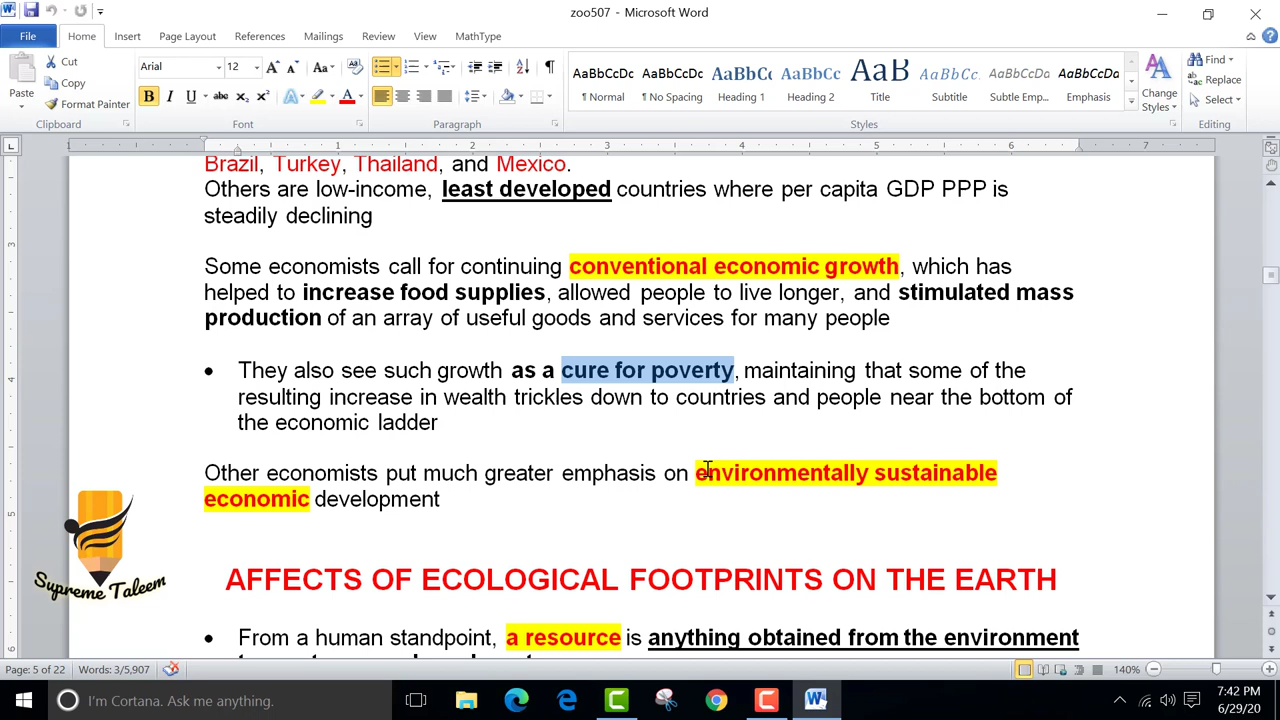 zoo507 - Microsoft Word
File Home Insert Page Layout References Mailings Review View MathType
Cut
Copy
Format Painter
Paste
Arial 12
Clipboard Font Paragraph Styles Editing
AaBbCcDc AaBbCcDc AaBbCc AaBbCc AaB AaBbCc. AaBbCcDc
¶ Normal ¶ No Spacing Heading 1 Heading 2 Title Subtitle Subtle Emp... Emphasis
Change Styles
Find
Replace
Select
1 1 2 3 4 5 6 7
Brazil, Turkey, Thailand, and Mexico.
Others are low-income, least developed countries where per capita GDP PPP is
steadily declining
Some economists call for continuing conventional economic growth, which has
helped to increase food supplies, allowed people to live longer, and stimulated mass
production of an array of useful goods and services for many people
• They also see such growth as a cure for poverty, maintaining that some of the
resulting increase in wealth trickles down to countries and people near the bottom of
the economic ladder
Other economists put much greater emphasis on environmentally sustainable
economic development
Supreme Taleem
AFFECTS OF ECOLOGICAL FOOTPRINTS ON THE EARTH
• From a human standpoint, a resource is anything obtained from the environment
Page: 5 of 22 Words: 3/5,907 140%
I'm Cortana. Ask me anything.
7:42 PM
6/29/20